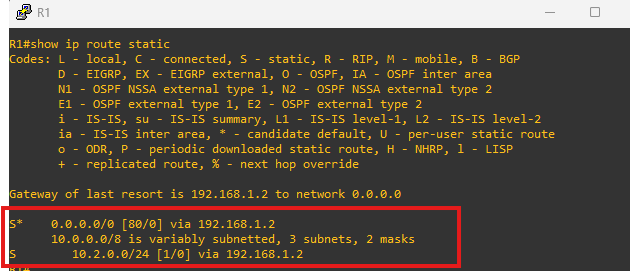 R1
R1#show ip route static
Codes: L - local, C - connected, S - static, R - RIP, M - mobile, B - BGP
D - EIGRP, EX - EIGRP external, O - OSPF, IA - OSPF inter area
N1 - OSPF NSSA external type 1, N2 - OSPF NSSA external type 2
E1 - OSPF external type 1, E2 - OSPF external type 2
i - IS-IS, su - IS-IS summary, L1 - IS-IS level-1, L2 - IS-IS level-2
ia - IS-IS inter area, * - candidate default, U - per-user static route
o - ODR, P - periodic downloaded static route, H - NHRP, l - LISP
+ - replicated route, % - next hop override
Gateway of last resort is 192.168.1.2 to network 0.0.0.0
S* 0.0.0.0/0 [80/0] via 192.168.1.2
10.0.0.0/8 is variably subnetted, 3 subnets, 2 masks
S 10.2.0.0/24 [1/0] via 192.168.1.2
R1#